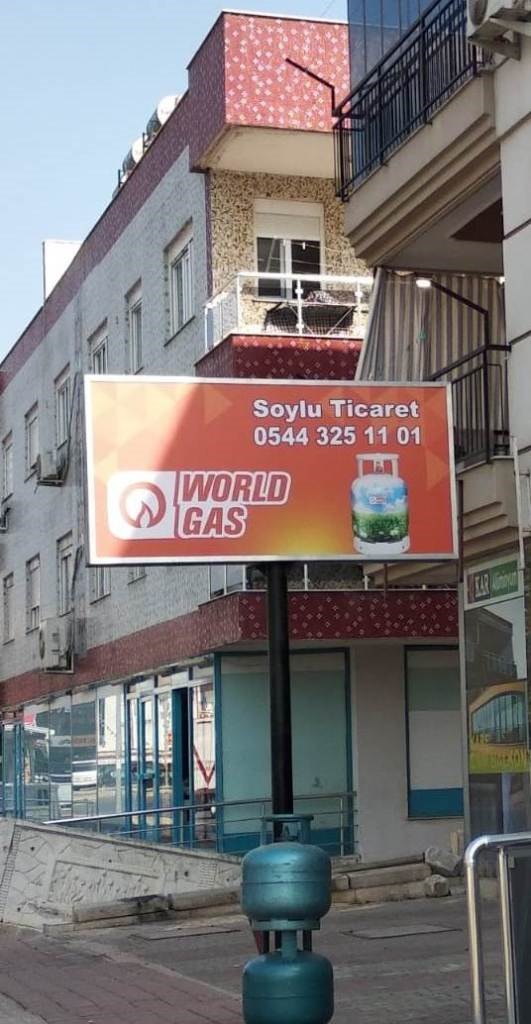 Soylu Ticaret
0544 325 11 01
WORLD
GAS